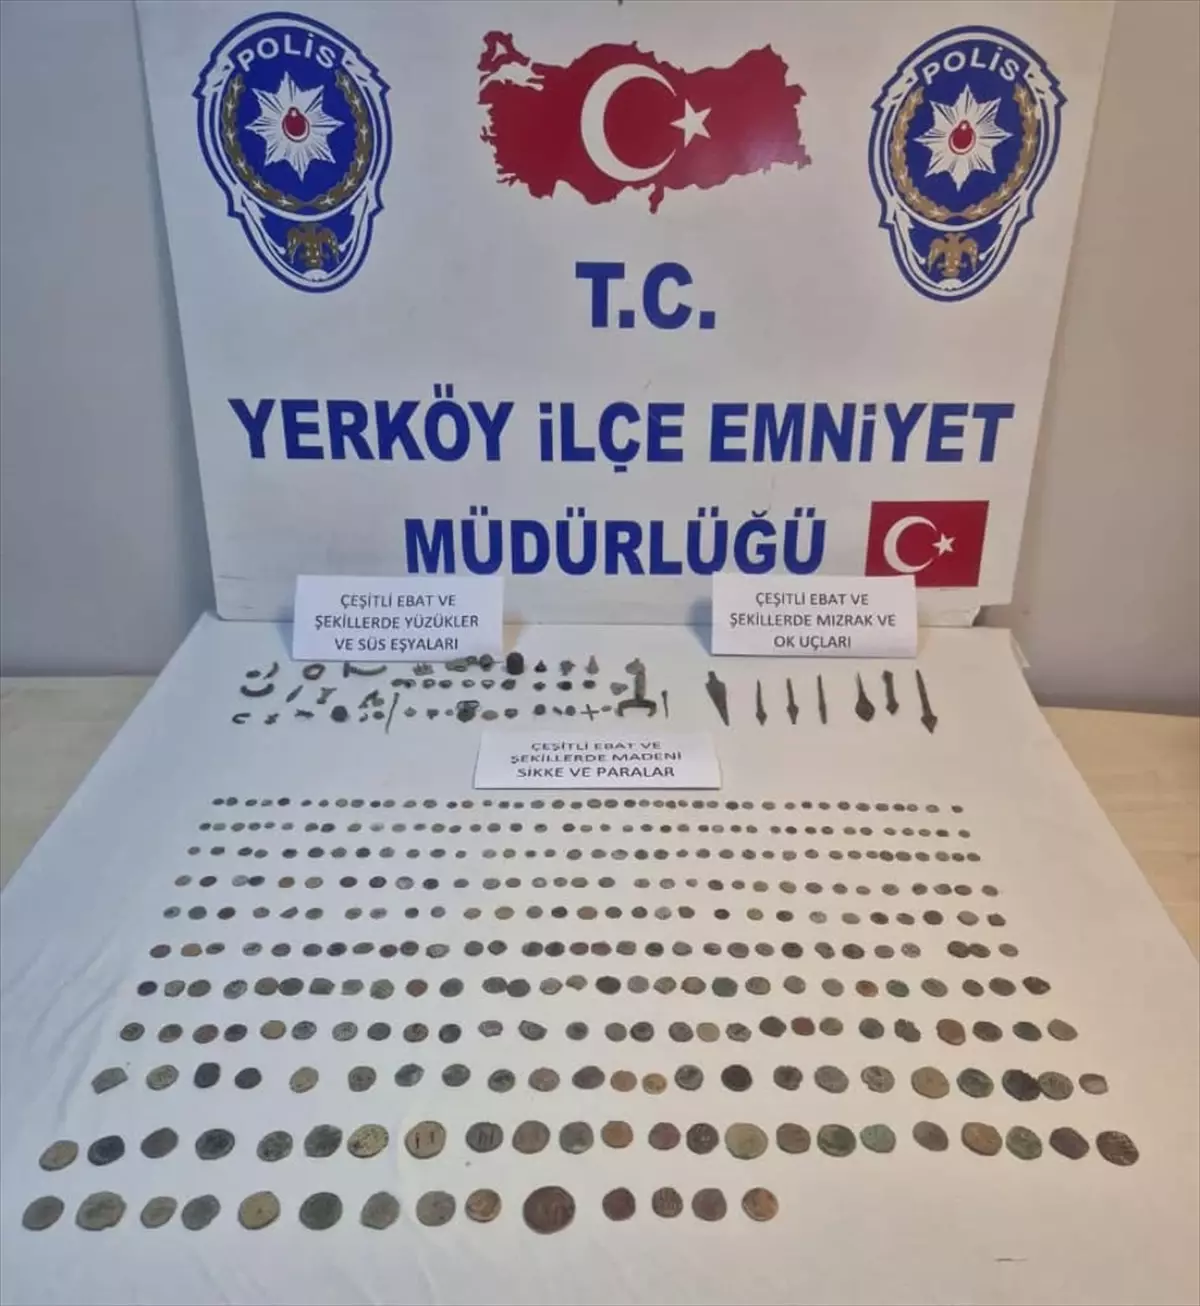 POLİS
POLİS
T.C.
YERKÖY İLÇE EMNİYET
MÜDÜRLÜĞÜ
ÇEŞİTLİ EBAT VE
ŞEKİLLERDE YÜZÜKLER
VE SÜS EŞYALARI
ÇEŞİTLİ EBAT VE
ŞEKİLLERDE MIZRAK VE
OK UÇLARI
ÇEŞİTLİ EBAT VE
ŞEKİLLERDE MADENİ
SİKKE VE PARALAR